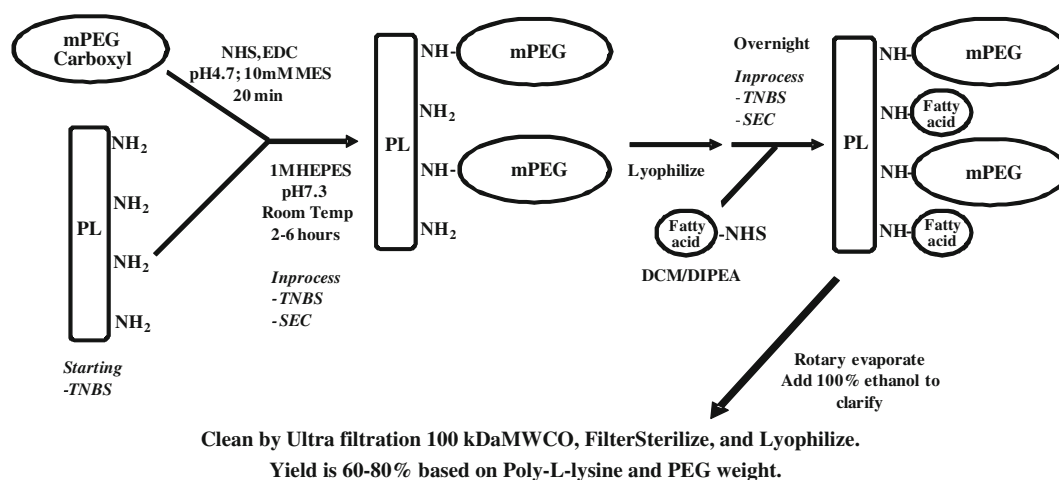 mPEG
Carboxyl
NHS,EDC
pH4.7; 10mM MES
20 min
NH2
NH2
NH2
NH2
PL
Starting
-TNBS
1MHEPES
pH7.3
Room Temp
2-6 hours
Inprocess
-TNBS
-SEC
PL
NH-
mPEG
NH2
NH-
mPEG
NH2
Lyophilize
Overnight
Inprocess
-TNBS
-SEC
Fatty
acid
-NHS
DCM/DIPEA
PL
NH-
mPEG
NH-
Fatty
acid
NH-
mPEG
NH-
Fatty
acid
Rotary evaporate
Add 100% ethanol to
clarify
Clean by Ultra filtration 100 kDaMWCO, FilterSterilize, and Lyophilize.
Yield is 60-80% based on Poly-L-lysine and PEG weight.